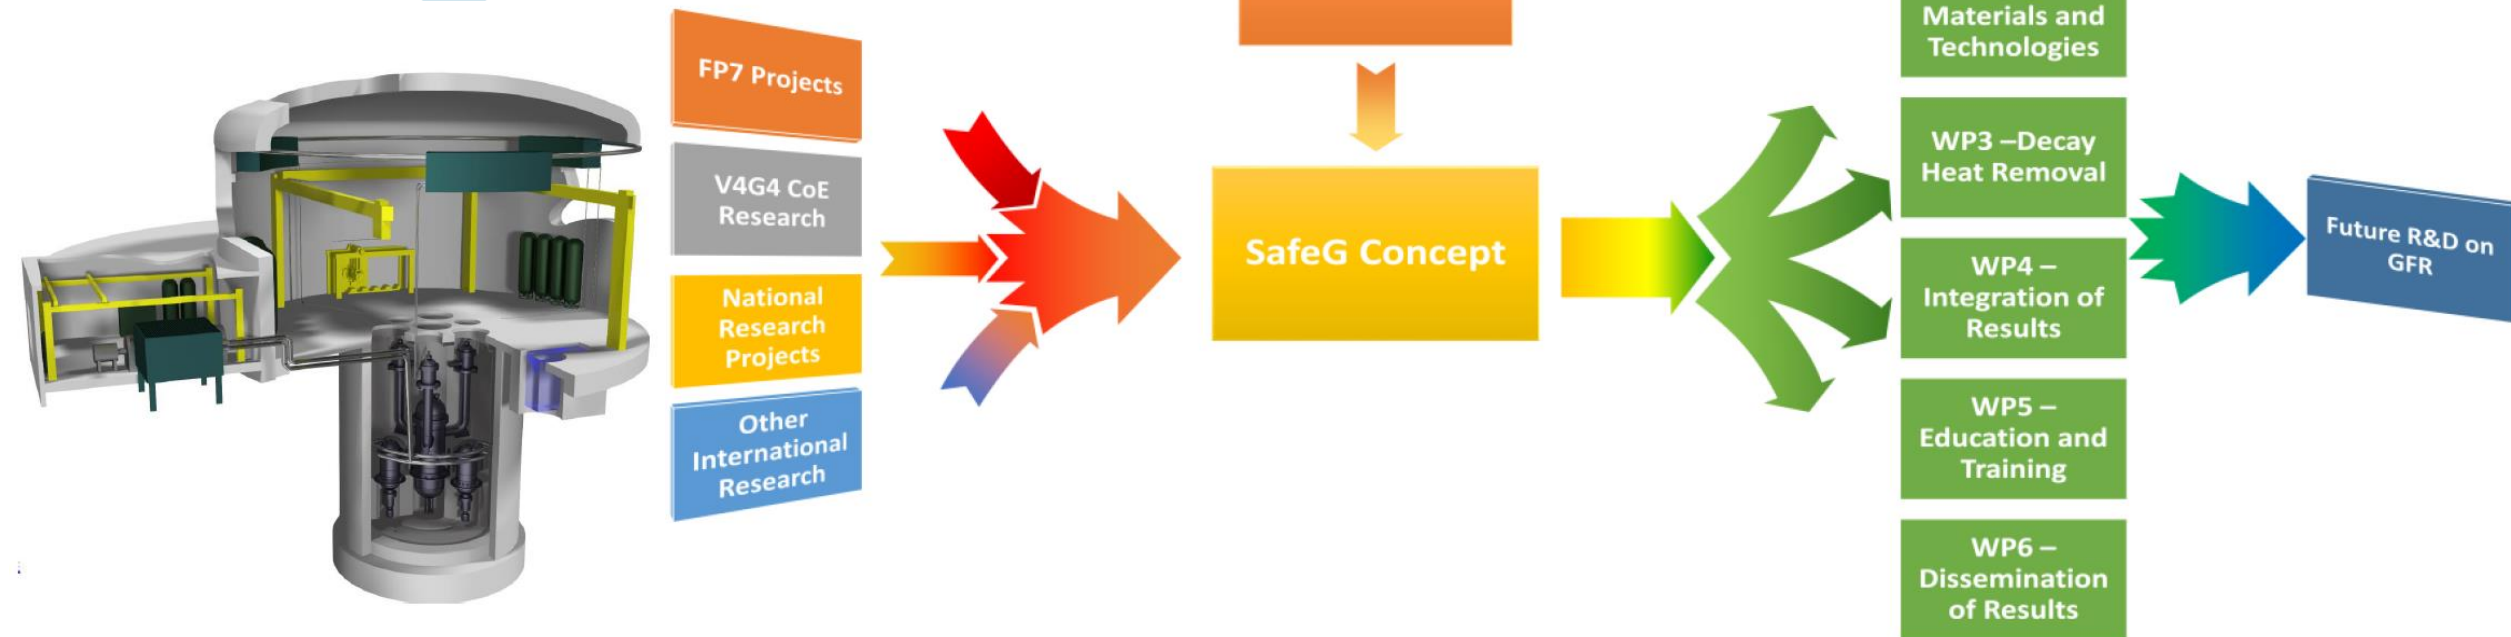 FP7 Projects
V4G4 CoE
Research
National
Research
Projects
Other
International
Research
SafeG Concept
Materials and
Technologies
WP3 –Decay
Heat Removal
WP4 –
Integration of
Results
WP5 –
Education and
Training
WP6 –
Dissemination
of Results
Future R&D on
GFR